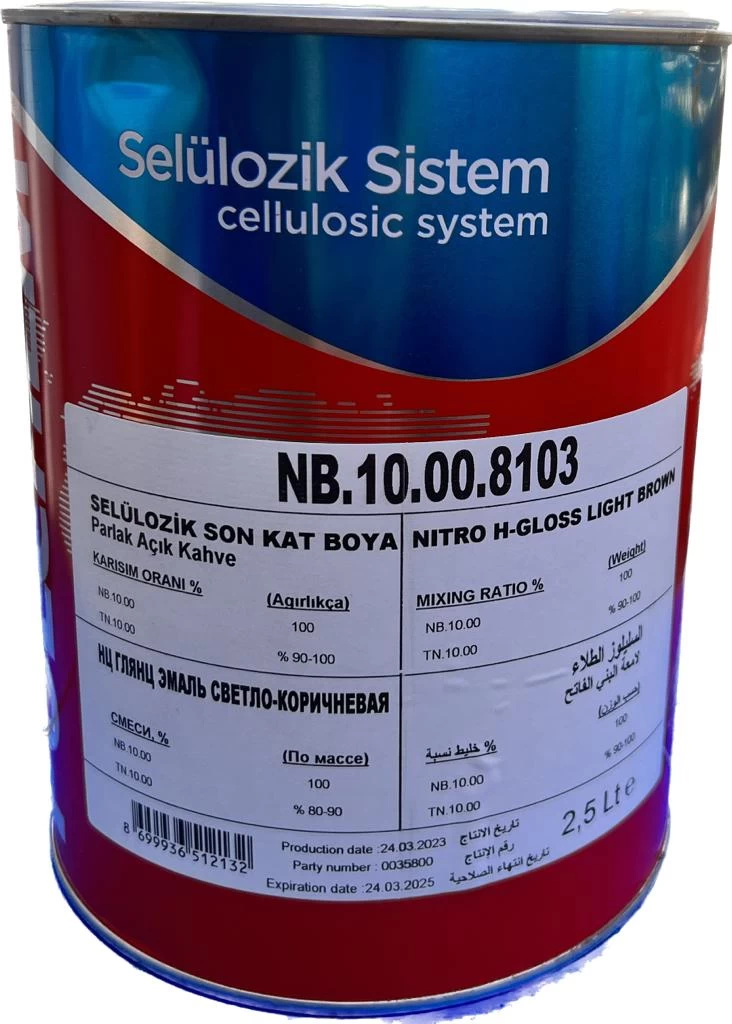 Selülozik Sistem
cellulosic system
NB.10.00.8103
SELÜLOZİK SON KAT BOYA
Parlak Açık Kahve
KARISIM ORANI %
(Agırlıkça)
NB 10.00
100
TN.10.00
% 90-100
NITRO H-GLOSS LIGHT BROWN
(Weight)
MIXING RATIO %
100
NB.10.00
% 90-100
TN.10.00
НЦ ГЛЯНЦ ЭМАЛЬ СВЕТЛО-КОРИЧНЕВАЯ
СМЕСИ, %
(По массе)
NB.10.00
100
TN.10.00
% 80-90
السليلوز الطلاء
لامعة البني الفاتح
(حسب الوزن)
% خليط نسبة
100
NB.10.00
% 90-100
TN.10.00
8 699936 512132
Production date :24.03.2023 تاريخ الانتاج
Party number : 0035800 رقم الإنتاج
Expiration date :24.03.2025 تاريخ انتهاء الصلاحية
2,5 Lt e